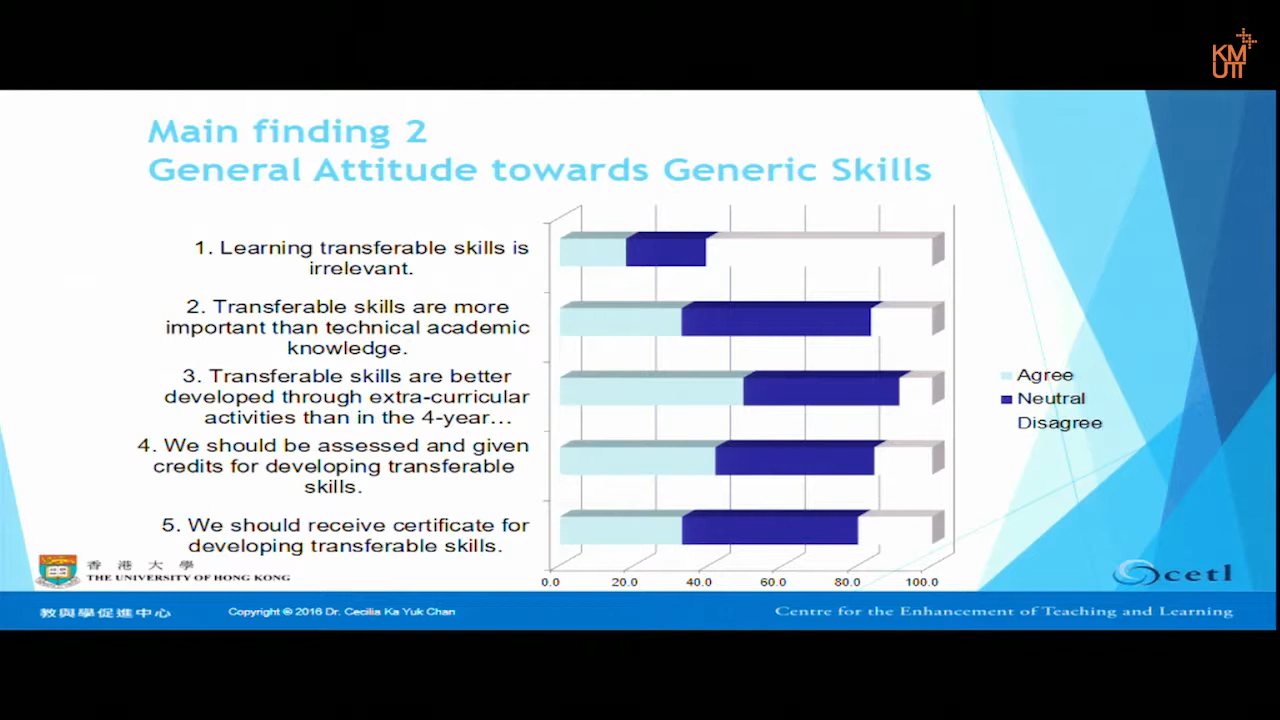 KM
UTT
Main finding 2
General Attitude towards Generic Skills
1. Learning transferable skills is
irrelevant.
2. Transferable skills are more
important than technical academic
knowledge.
3. Transferable skills are better
developed through extra-curricular
activities than in the 4-year…
4. We should be assessed and given
credits for developing transferable
skills.
5. We should receive certificate for
developing transferable skills.
0.0 20.0 40.0 60.0 80.0 100.0
Agree
Neutral
Disagree
香港大學
THE UNIVERSITY OF HONG KONG
cetl
教與學促進中心
Copyright © 2016 Dr. Cecilia Ka Yuk Chan
Centre for the Enhancement of Teaching and Learning